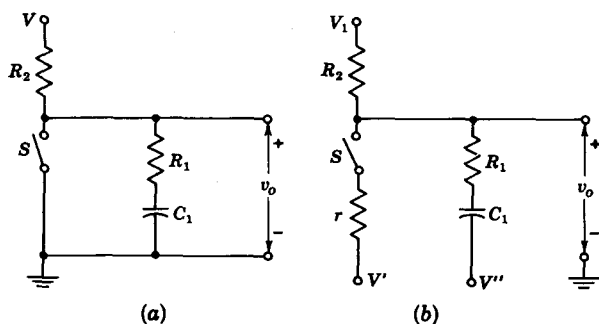 V
R₂
S
R₁
C₁
+
vₒ
−
(a)
V₁
R₂
S
r
V'
R₁
C₁
V''
+
vₒ
−
(b)